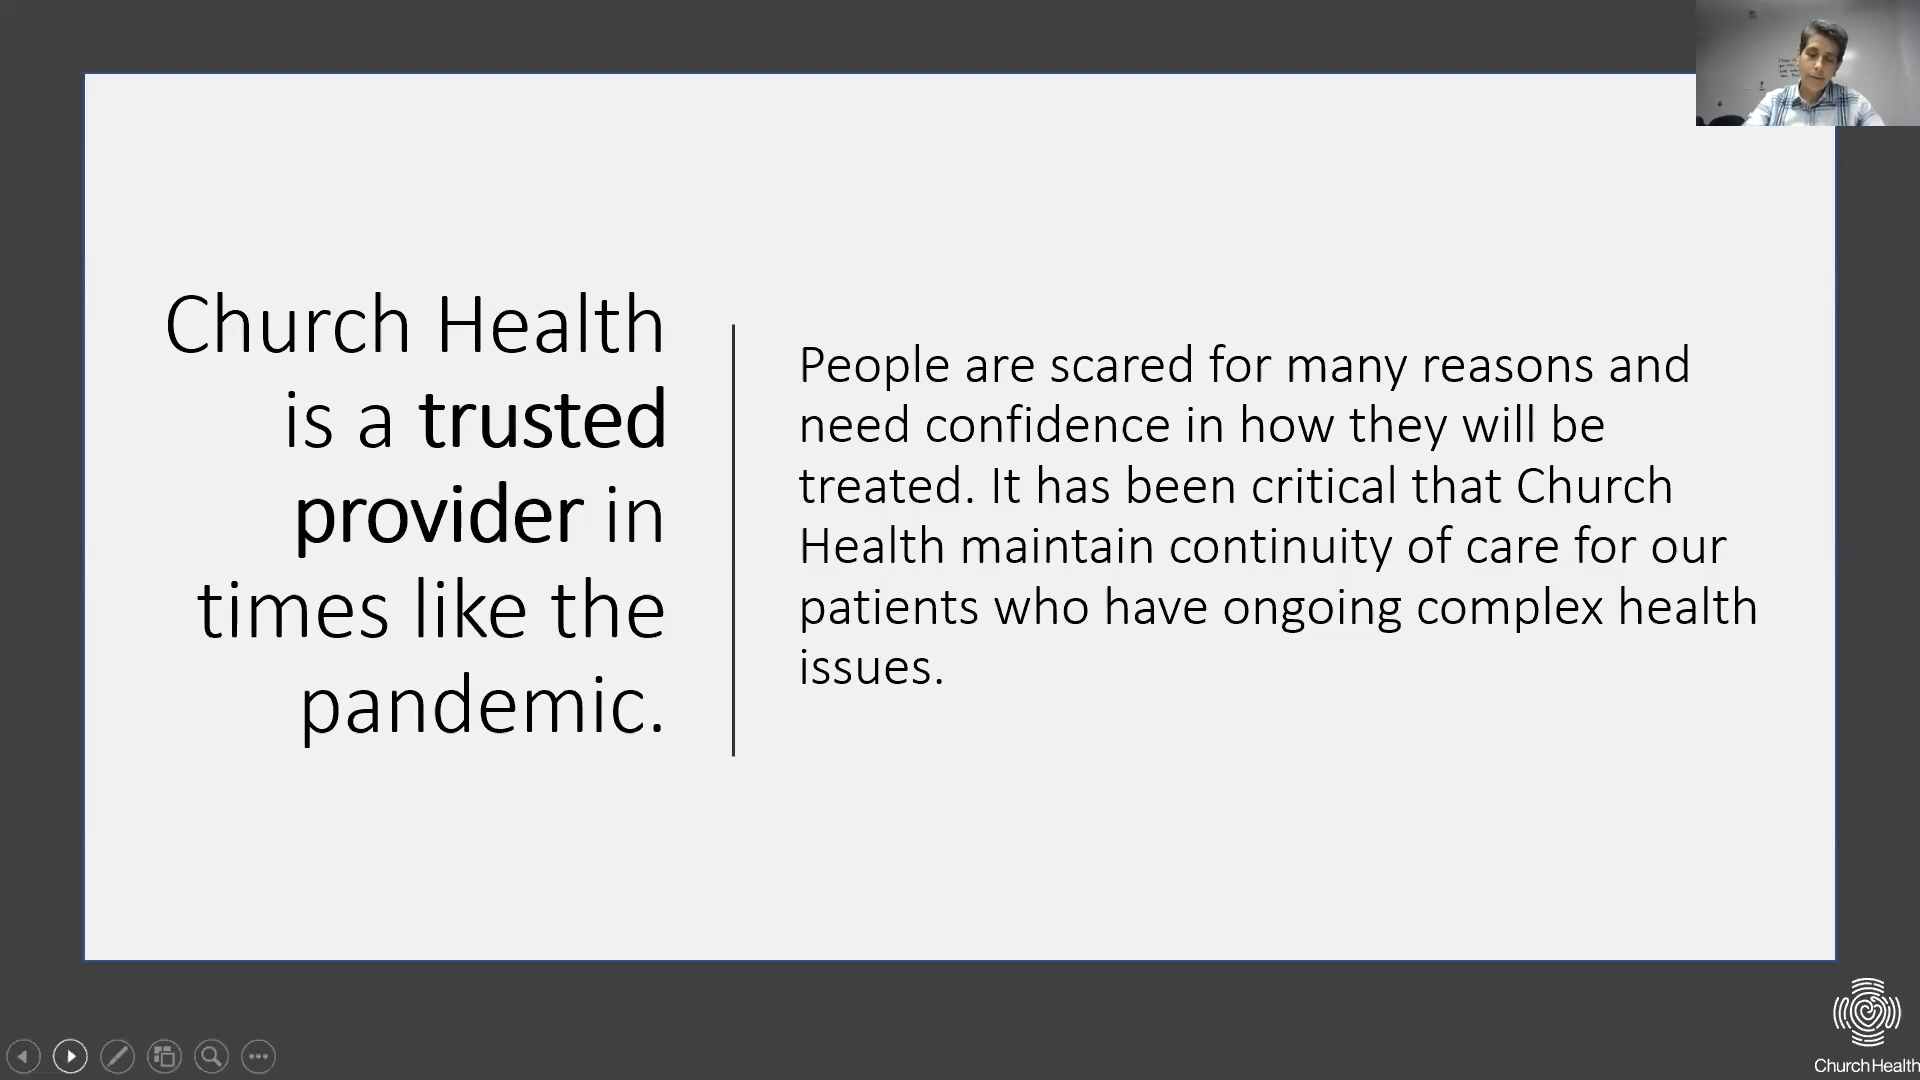 Church Health
is a trusted
provider in
times like the
pandemic.
People are scared for many reasons and
need confidence in how they will be
treated. It has been critical that Church
Health maintain continuity of care for our
patients who have ongoing complex health
issues.
ChurchHealth